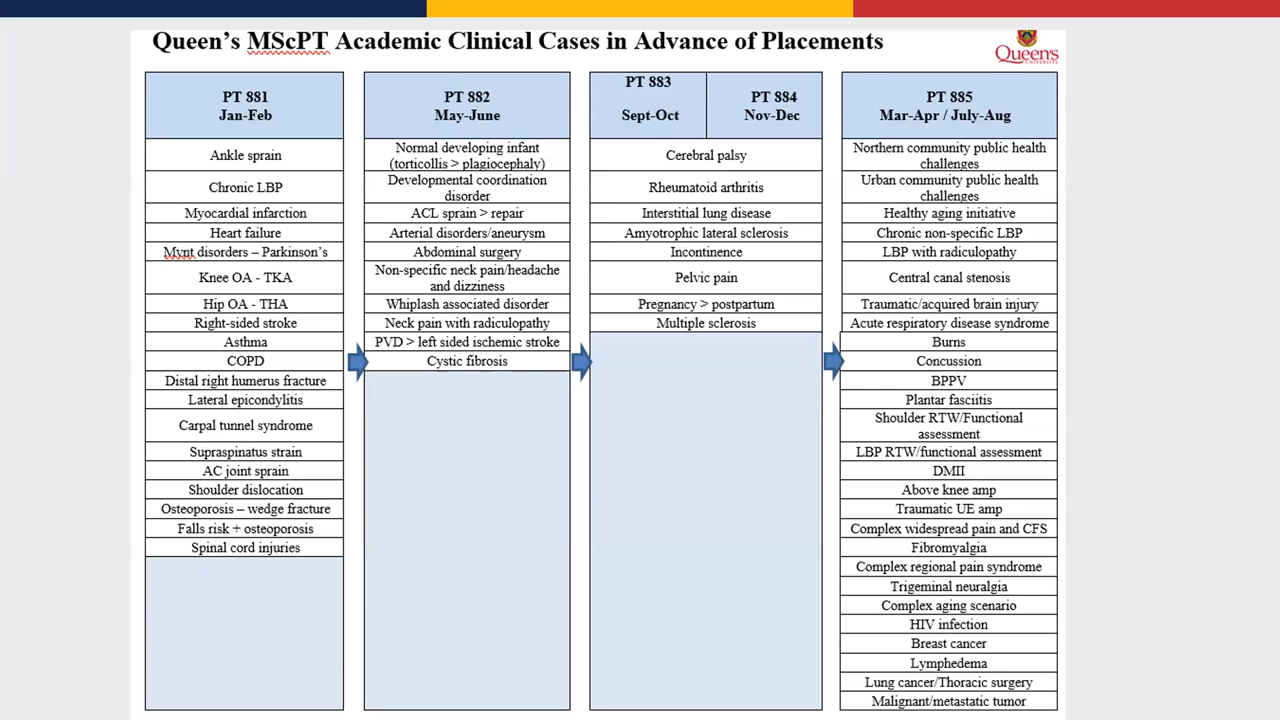 Queen's MScPT Academic Clinical Cases in Advance of Placements
Queen's
UNIVERSITY
PT 881
Jan-Feb
Ankle sprain
Chronic LBP
Myocardial infarction
Heart failure
Mvnt disorders – Parkinson's
Knee OA - TKA
Hip OA - THA
Right-sided stroke
Asthma
COPD
Distal right humerus fracture
Lateral epicondylitis
Carpal tunnel syndrome
Supraspinatus strain
AC joint sprain
Shoulder dislocation
Osteoporosis – wedge fracture
Falls risk + osteoporosis
Spinal cord injuries
PT 882
May-June
Normal developing infant
(torticollis > plagiocephaly)
Developmental coordination
disorder
ACL sprain > repair
Arterial disorders/aneurysm
Abdominal surgery
Non-specific neck pain/headache
and dizziness
Whiplash associated disorder
Neck pain with radiculopathy
PVD > left sided ischemic stroke
Cystic fibrosis
PT 883
Sept-Oct
PT 884
Nov-Dec
Cerebral palsy
Rheumatoid arthritis
Interstitial lung disease
Amyotrophic lateral sclerosis
Incontinence
Pelvic pain
Pregnancy > postpartum
Multiple sclerosis
PT 885
Mar-Apr / July-Aug
Northern community public health
challenges
Urban community public health
challenges
Healthy aging initiative
Chronic non-specific LBP
LBP with radiculopathy
Central canal stenosis
Traumatic/acquired brain injury
Acute respiratory disease syndrome
Burns
Concussion
BPPV
Plantar fasciitis
Shoulder RTW/Functional
assessment
LBP RTW/functional assessment
DMII
Above knee amp
Traumatic UE amp
Complex widespread pain and CFS
Fibromyalgia
Complex regional pain syndrome
Trigeminal neuralgia
Complex aging scenario
HIV infection
Breast cancer
Lymphedema
Lung cancer/Thoracic surgery
Malignant/metastatic tumor